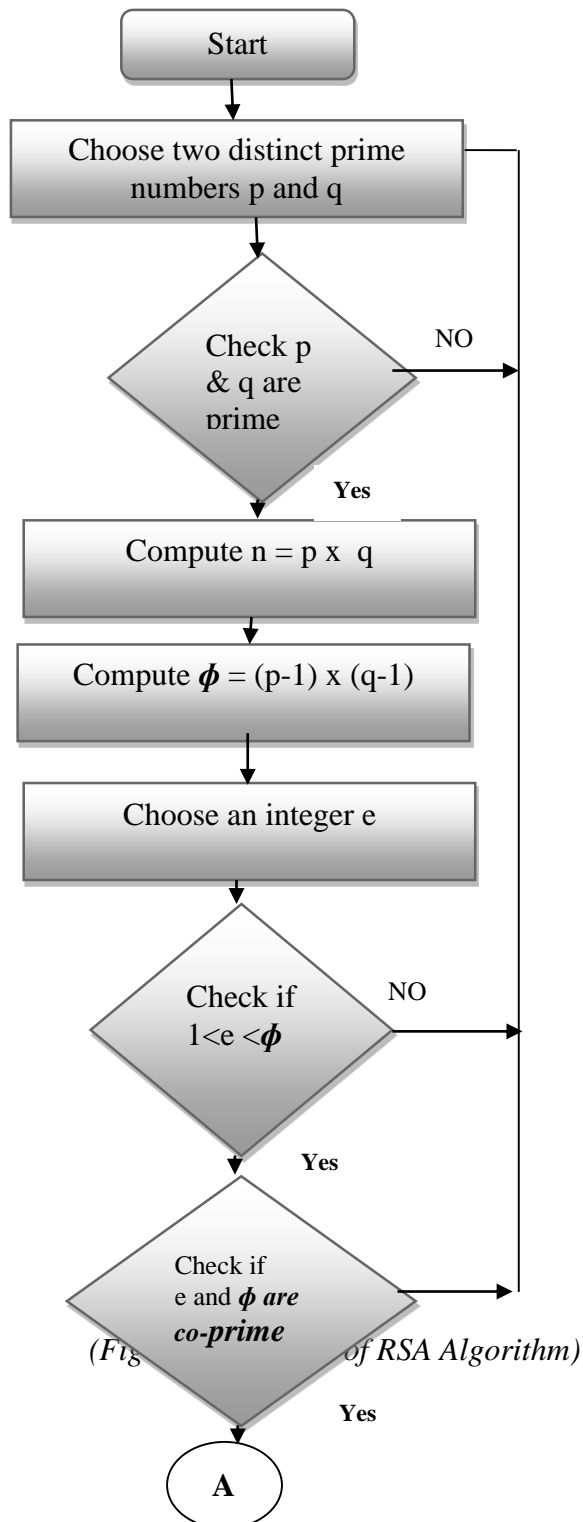 Start
Choose two distinct prime
numbers p and q
Check p
& q are
prime
NO
Yes
Compute n = p x q
Compute ϕ = (p-1) x (q-1)
Choose an integer e
Check if
1<e <ϕ
NO
Yes
Check if
e and ϕ are
co-prime
(Fig of RSA Algorithm)
Yes
A